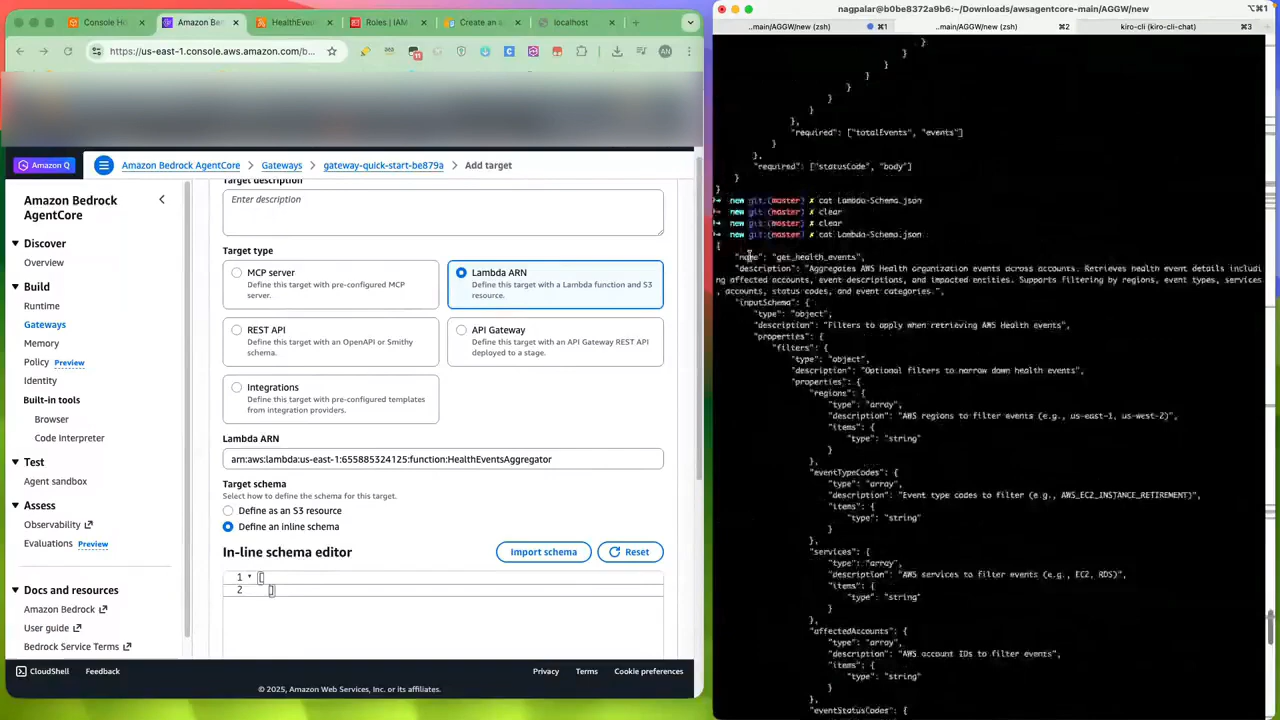 Console Ho
Amazon Be
HealthEve
Roles | IAM
Create an
localhost
https://us-east-1.console.aws.amazon.com/b
AN
Amazon Q
Amazon Bedrock AgentCore
Gateways
gateway-quick-start-be879a
Add target
Amazon Bedrock
AgentCore
Discover
Overview
Build
Runtime
Gateways
Memory
Policy Preview
Identity
Built-in tools
Browser
Code Interpreter
Test
Agent sandbox
Assess
Observability
Evaluations Preview
Docs and resources
Amazon Bedrock
User guide
Bedrock Service Terms
Target description
Enter description
Target type
MCP server
Define this target with pre-configured MCP
server.
Lambda ARN
Define this target with a Lambda function and S3
resource.
REST API
Define this target with an OpenAPI or Smithy
schema.
API Gateway
Define this target with an API Gateway REST API
deployed to a stage.
Integrations
Define this target with pre-configured templates
from integration providers.
Lambda ARN
arn:aws:lambda:us-east-1:655885324125:function:HealthEventsAggregator
Target schema
Select how to define the schema for this target.
Define as an S3 resource
Define an inline schema
In-line schema editor
Import schema
Reset
1 [
2 ]
CloudShell
Feedback
Privacy
Terms
Cookie preferences
© 2025, Amazon Web Services, Inc. or its affiliates.
nagpalar@b0be8372a9b6:~/Downloads/awsagentcore-main/AGGW/new
⌥⌘1
..main/AGGW/new (zsh) ⌘1
..main/AGGW/new (zsh) ⌘2
kiro-cli (kiro-cli-chat) ⌘3
}
}
}
}
}
}
}
},
"required": ["totalEvents", "events"]
}
},
"required": ["statusCode", "body"]
}
}
→ new git:(master) ✗ cat Lambda-Schema.json
→ new git:(master) ✗ clear
→ new git:(master) ✗ clear
→ new git:(master) ✗ cat Lambda-Schema.json
{
"name": "get_health_events",
"description": "Aggregates AWS Health organization events across accounts. Retrieves health event details includi
ng affected accounts, event descriptions, and impacted entities. Supports filtering by regions, event types, services
, accounts, status codes, and event categories.",
"inputSchema": {
"type": "object",
"description": "Filters to apply when retrieving AWS Health events",
"properties": {
"filters": {
"type": "object",
"description": "Optional filters to narrow down health events",
"properties": {
"regions": {
"type": "array",
"description": "AWS regions to filter events (e.g., us-east-1, us-west-2)",
"items": {
"type": "string"
}
},
"eventTypeCodes": {
"type": "array",
"description": "Event type codes to filter (e.g., AWS_EC2_INSTANCE_RETIREMENT)",
"items": {
"type": "string"
}
},
"services": {
"type": "array",
"description": "AWS services to filter events (e.g., EC2, RDS)",
"items": {
"type": "string"
}
},
"affectedAccounts": {
"type": "array",
"description": "AWS account IDs to filter events",
"items": {
"type": "string"
}
},
"eventStatusCodes": {